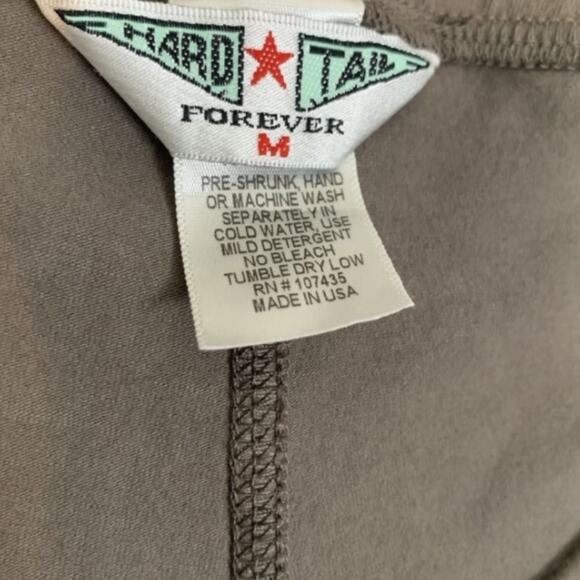 HARD TAIL
FOREVER
M
PRE-SHRUNK, HAND
OR MACHINE WASH
SEPARATELY IN
COLD WATER, USE
MILD DETERGENT
NO BLEACH
TUMBLE DRY LOW
RN # 107435
MADE IN USA